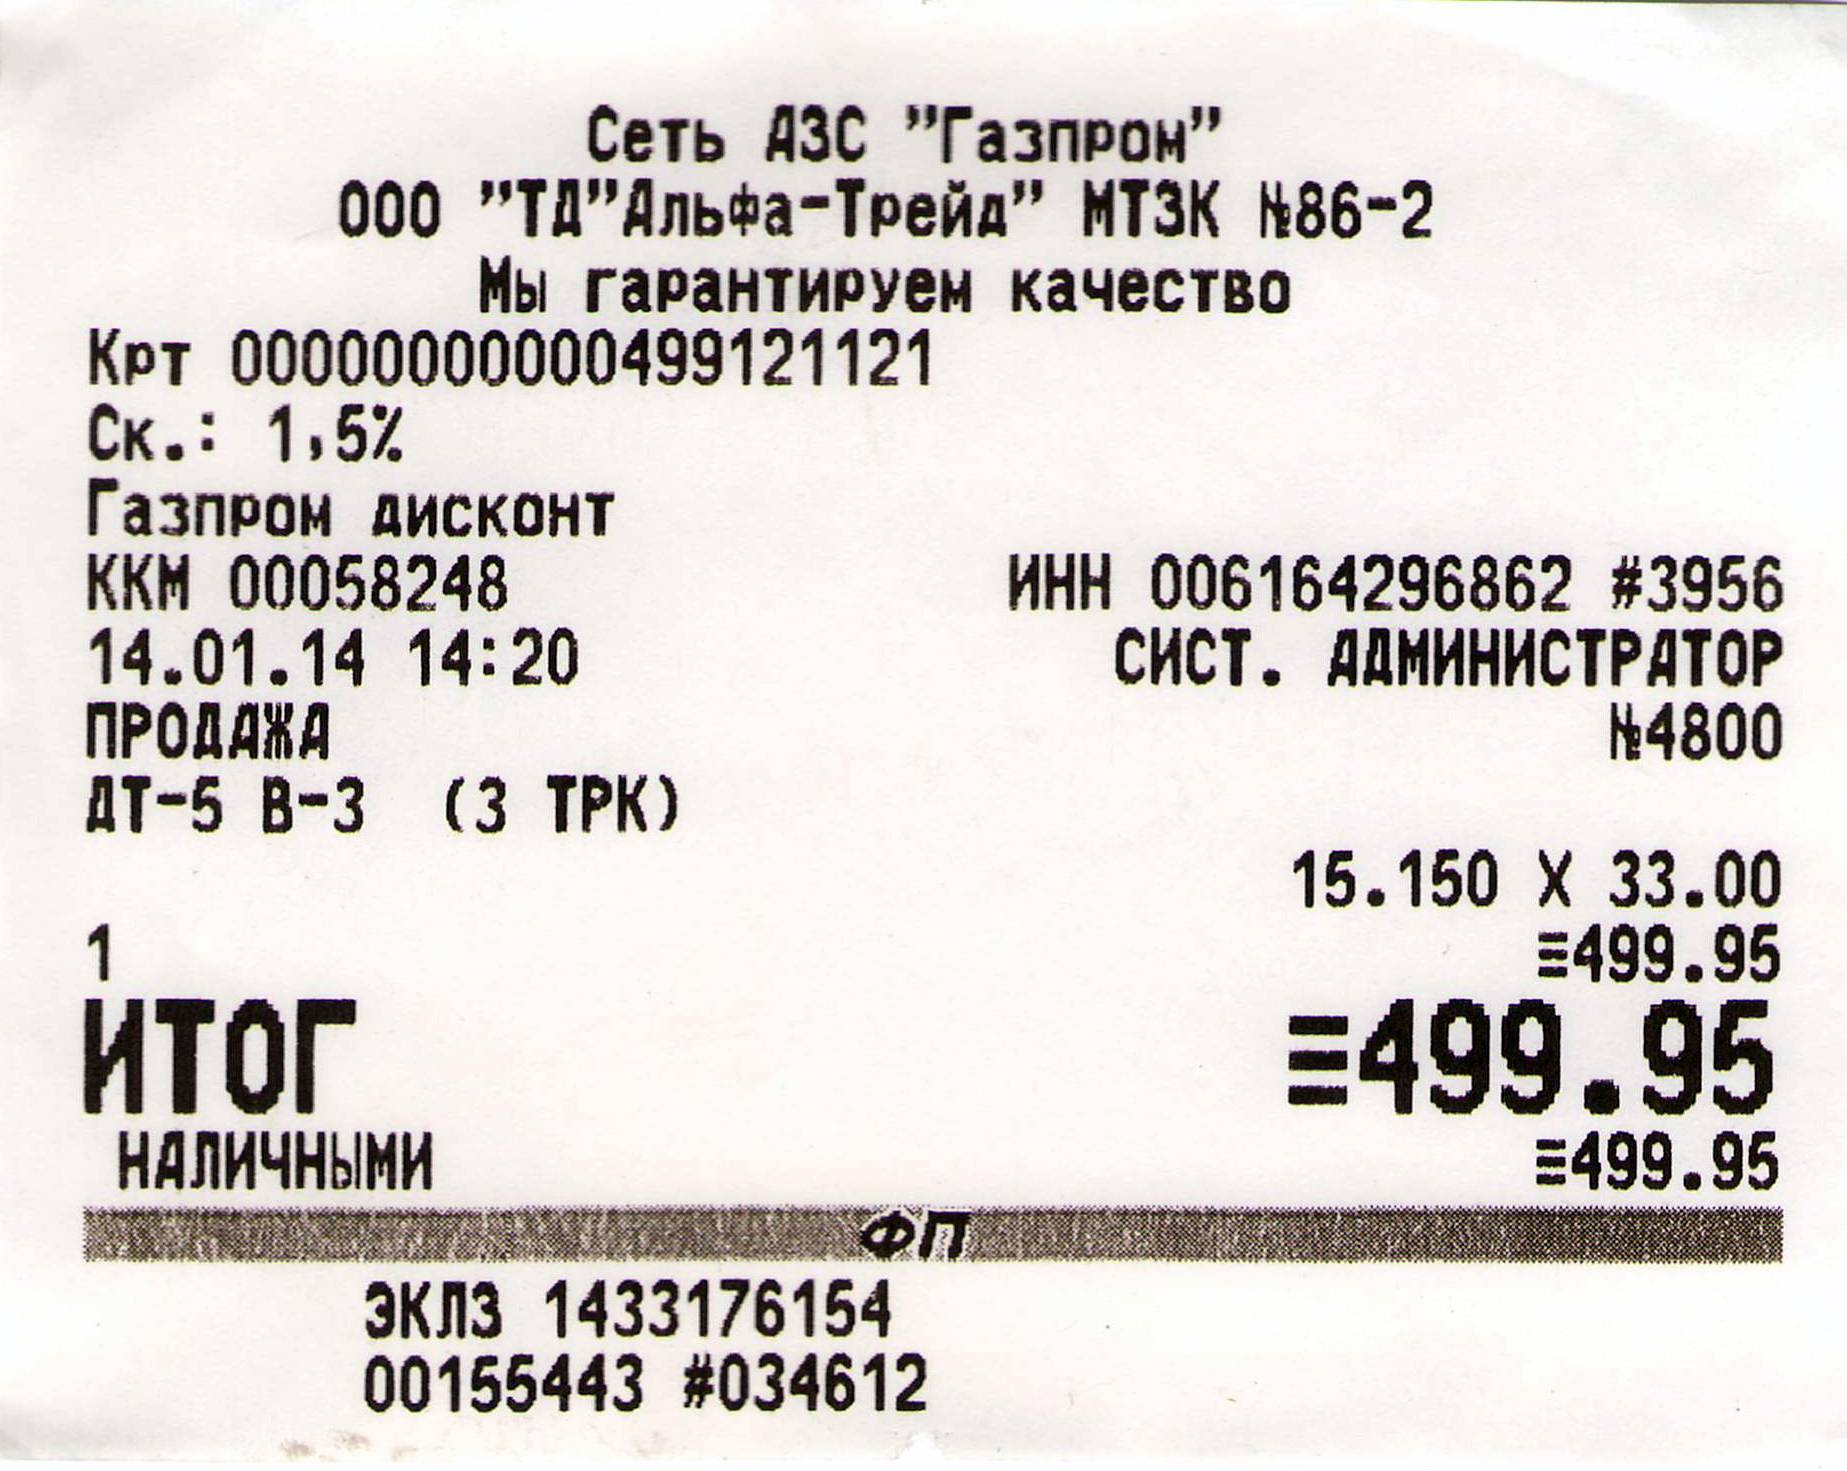 Сеть АЗС "Газпром"
ООО "ТД"Альфа-Трейд" МТЗК №86-2
Мы гарантируем качество
Крт 00000000000499121121
Ск.: 1,5%
Газпром дисконт
ККМ 00058248 ИНН 006164296862 #3956
14.01.14 14:20 СИСТ. АДМИНИСТРАТОР
ПРОДАЖА №4800
ДТ-5 В-3 (3 ТРК)
15.150 X 33.00
1 ≡499.95
ИТОГ ≡499.95
НАЛИЧНЫМИ ≡499.95
ФП
ЭКЛЗ 1433176154
00155443 #034612